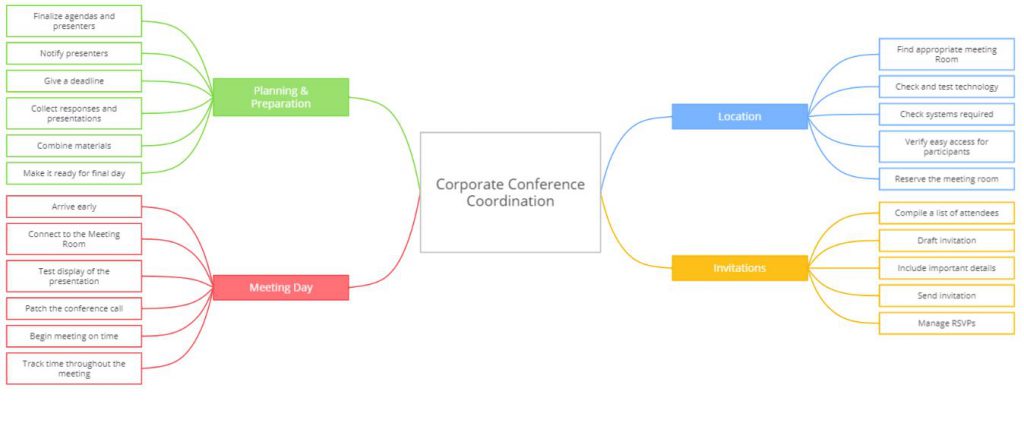 Finalize agendas and
presenters
Notify presenters
Give a deadline
Collect responses and
presentations
Combine materials
Make it ready for final day
Planning &
Preparation
Arrive early
Connect to the Meeting
Room
Test display of the
presentation
Patch the conference call
Begin meeting on time
Track time throughout the
meeting
Meeting Day
Corporate Conference
Coordination
Location
Find appropriate meeting
Room
Check and test technology
Check systems required
Verify easy access for
participants
Reserve the meeting room
Invitations
Compile a list of attendees
Draft invitation
Include important details
Send invitation
Manage RSVPs